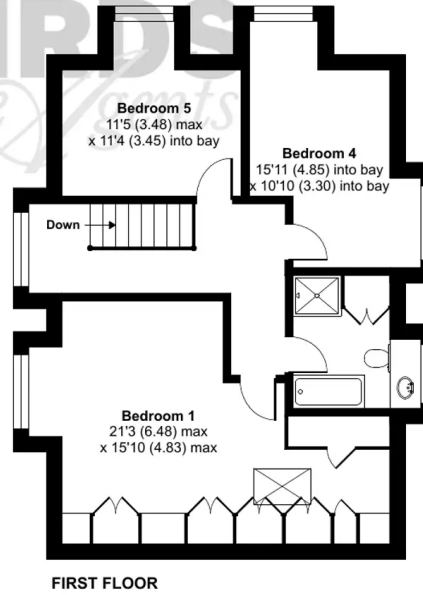 IRDS
Agents
Bedroom 5
11'5 (3.48) max
x 11'4 (3.45) into bay
Bedroom 4
15'11 (4.85) into bay
x 10'10 (3.30) into bay
Down
Bedroom 1
21'3 (6.48) max
x 15'10 (4.83) max
FIRST FLOOR